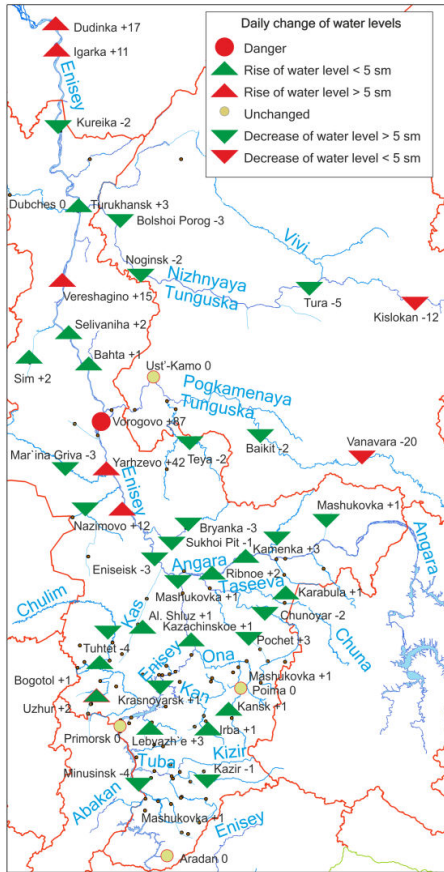 Daily change of water levels
Danger
Rise of water level < 5 sm
Rise of water level > 5 sm
Unchanged
Decrease of water level > 5 sm
Decrease of water level < 5 sm
Dudinka +17
Igarka +11
Enisey
Kureika -2
Dubches 0
Turukhansk +3
Bolshoi Porog -3
Vivi
Noginsk -2
Nizhnyaya
Tunguska
Vereshagino +15
Tura -5
Kislokan -12
Selivaniha +2
Bahta +1
Sim +2
Ust'-Kamo 0
Pogkamenaya
Tunguska
Vorogovo +87
Mar'ina Griva -3
Yarhzevo +42
Teya -2
Baikit -2
Vanavara -20
Enisey
Nazimovo +12
Bryanka -3
Mashukovka +1
Sukhoi Pit -1
Kamenka +3
Angara
Eniseisk -3
Angara
Ribnoe +2
Taseeva
Mashukovka +1
Karabula +1
Chulim
Kas
Al. Shluz +1
Chunoyar -2
Kazachinskoe +1
Chuna
Tuhtet -4
Enisey
Ona
Pochet +3
Bogotol +1
Kan
Mashukovka +1
Poima 0
Uzhur +2
Krasnoyarsk +1
Kansk +1
Primorsk 0
Lebyazh`e +3
Irba +1
Tuba
Kizir
Minusinsk -4
Kazir -1
Abakan
Mashukovka +1
Enisey
Aradan 0